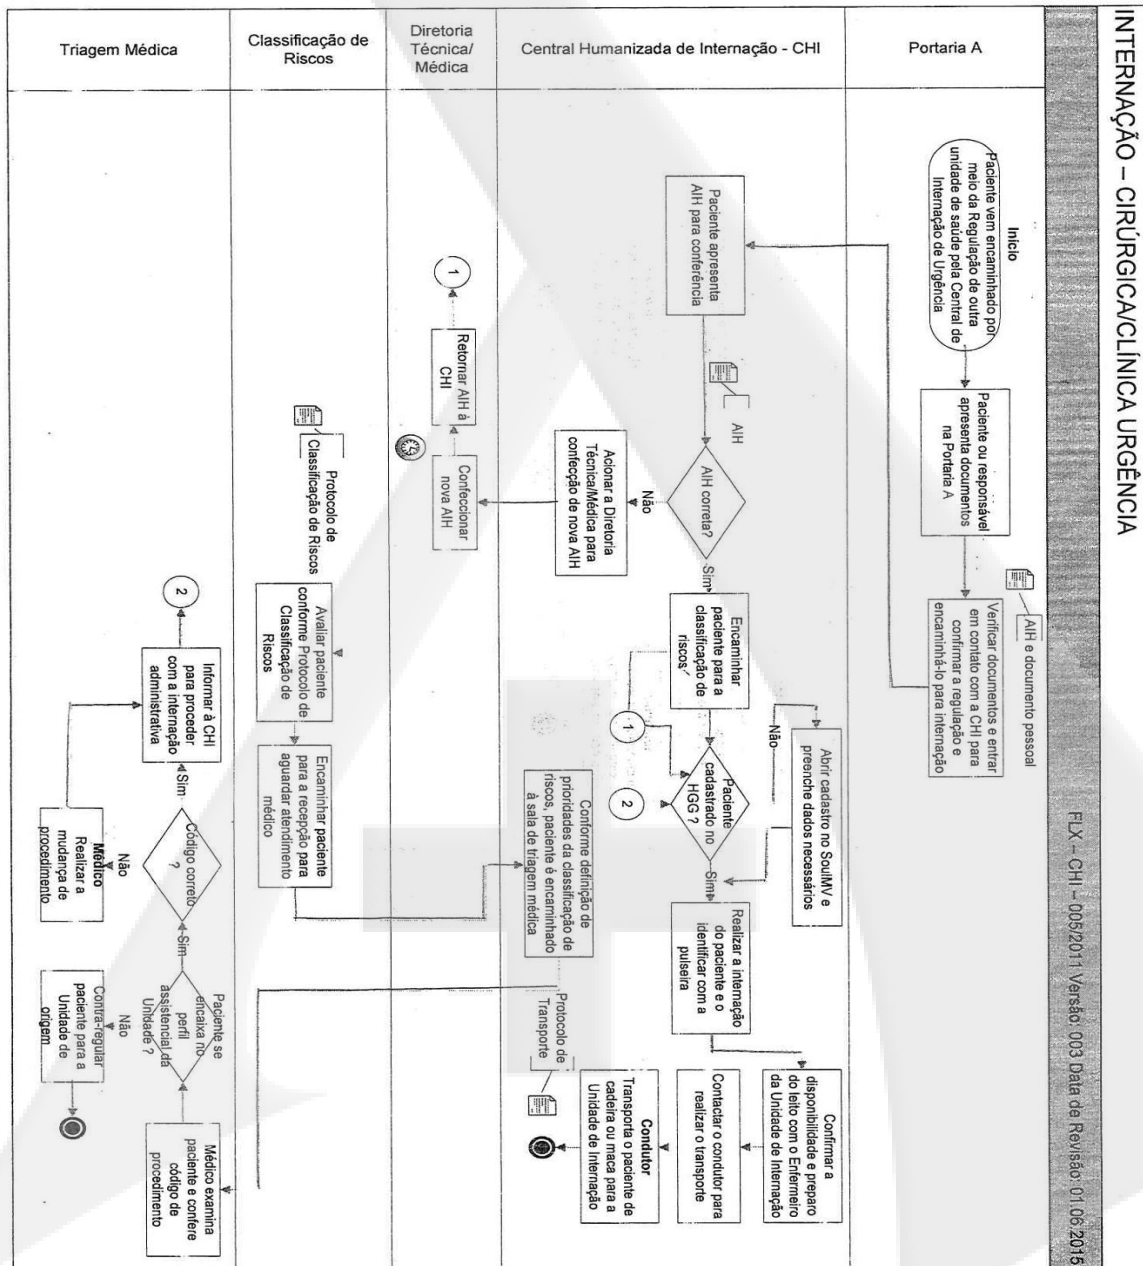 INTERNAÇÃO – CIRÚRGICA/CLÍNICA URGÊNCIA
FLX – CHI – 005/2011 Versão: 003 Data de Revisão: 01.06.2015
Portaria A
Início
Paciente vem encaminhado por
meio da Regulação de outra
unidade de saúde pela Central de
Internação de Urgência
Paciente ou responsável
apresenta documentos
na Portaria A
AIH e documento pessoal
Verificar documentos e entrar
em contato com a CHI para
confirmar a regulação e
encaminhá-lo para internação
Central Humanizada de Internação - CHI
Paciente apresenta
AIH para conferência
AIH
AIH correta?
Não
Sim
Acionar a Diretoria
Técnica/Médica para
confecção de nova AIH
Encaminhar
paciente para a
classificação de
riscos
1
Paciente
cadastrado no
HGG ?
2
Não
Sim
Abrir cadastro no SoulMV e
preenche dados necessários
Realizar a internação
do paciente e o
identificar com a
pulseira
Confirmar a
disponibilidade e preparo
do leito com o Enfermeiro
da Unidade de Internação
Contactar o condutor para
realizar o transporte
Condutor
Transporta o paciente de
cadeira ou maca para a
Unidade de Internação
Protocolo de
Transporte
Conforme definição de
prioridades da classificação de
riscos, paciente é encaminhado
à sala de triagem médica
Diretoria
Técnica/
Médica
Confeccionar
nova AIH
Retornar AIH à
CHI
1
Classificação de
Riscos
Protocolo de
Classificação de Riscos
Avaliar paciente
conforme Protocolo de
Classificação de
Riscos
Encaminhar paciente
para a recepção para
aguardar atendimento
médico
Triagem Médica
Médico examina
paciente e confere
código de
procedimento
Paciente se
encaixa no
perfil
assistencial da
Unidade ?
Não
Sim
Contra-regular
paciente para a
Unidade de
origem
Código correto
?
Não
Sim
Médico
Realizar a
mudança de
procedimento
Informar à CHI
para proceder
com a internação
administrativa
2